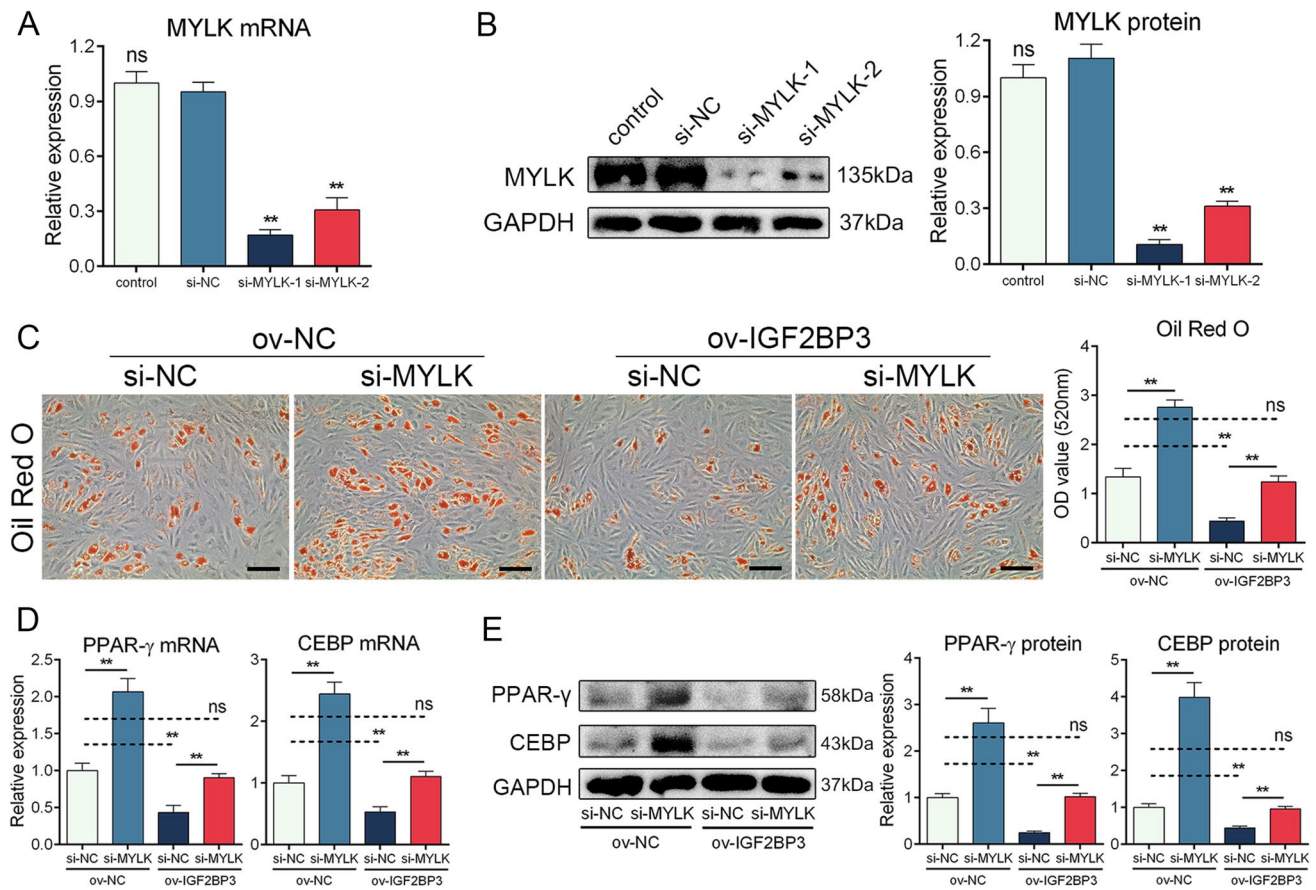 A
MYLK mRNA
Relative expression
1.2
0.9
0.6
0.3
0.0
ns
**
**
control si-NC si-MYLK-1 si-MYLK-2
B
control si-NC si-MYLK-1 si-MYLK-2
MYLK 135kDa
GAPDH 37kDa
MYLK protein
Relative expression
1.2
0.9
0.6
0.3
0.0
ns
**
**
control si-NC si-MYLK-1 si-MYLK-2
C
ov-NC ov-IGF2BP3
si-NC si-MYLK si-NC si-MYLK
Oil Red O
Oil Red O
OD value (520nm)
4
3
2
1
0
**
ns
**
**
si-NC si-MYLK si-NC si-MYLK
ov-NC ov-IGF2BP3
D
PPAR-γ mRNA
Relative expression
2.5
2.0
1.5
1.0
0.5
0.0
**
ns
**
**
si-NC si-MYLK si-NC si-MYLK
ov-NC ov-IGF2BP3
CEBP mRNA
3
2
1
0
**
ns
**
**
si-NC si-MYLK si-NC si-MYLK
ov-NC ov-IGF2BP3
E
PPAR-γ 58kDa
CEBP 43kDa
GAPDH 37kDa
si-NC si-MYLK si-NC si-MYLK
ov-NC ov-IGF2BP3
PPAR-γ protein
Relative expression
4
3
2
1
0
**
ns
**
**
si-NC si-MYLK si-NC si-MYLK
ov-NC ov-IGF2BP3
CEBP protein
5
4
3
2
1
0
**
ns
**
**
si-NC si-MYLK si-NC si-MYLK
ov-NC ov-IGF2BP3